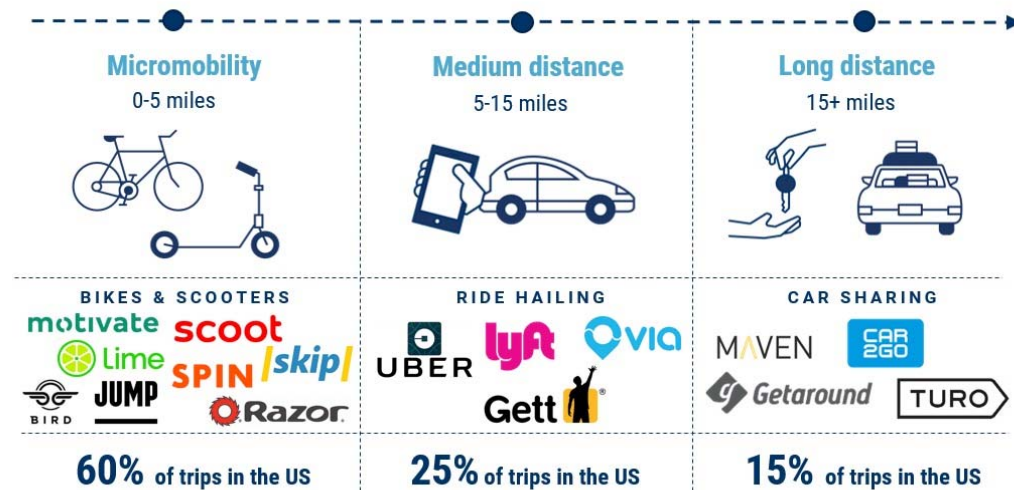 Micromobility
0-5 miles
Medium distance
5-15 miles
Long distance
15+ miles
BIKES & SCOOTERS
motivate
scoot
Lime
SPIN
skip
BIRD
JUMP
Razor
RIDE HAILING
UBER
lyft
via
Gett
CAR SHARING
MAVEN
CAR
2GO
Getaround
TURO
60% of trips in the US
25% of trips in the US
15% of trips in the US